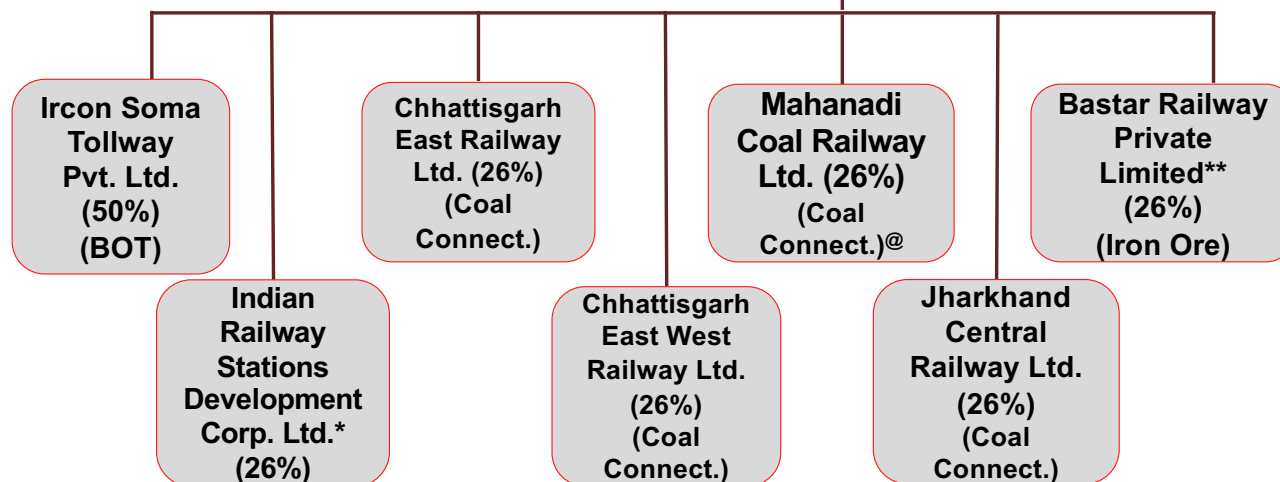 Ircon Soma
Tollway
Pvt. Ltd.
(50%)
(BOT)
Chhattisgarh
East Railway
Ltd. (26%)
(Coal
Connect.)
Mahanadi
Coal Railway
Ltd. (26%)
(Coal
Connect.)@
Bastar Railway
Private
Limited**
(26%)
(Iron Ore)
Indian
Railway
Stations
Development
Corp. Ltd.*
(26%)
Chhattisgarh
East West
Railway Ltd.
(26%)
(Coal
Connect.)
Jharkhand
Central
Railway Ltd.
(26%)
(Coal
Connect.)